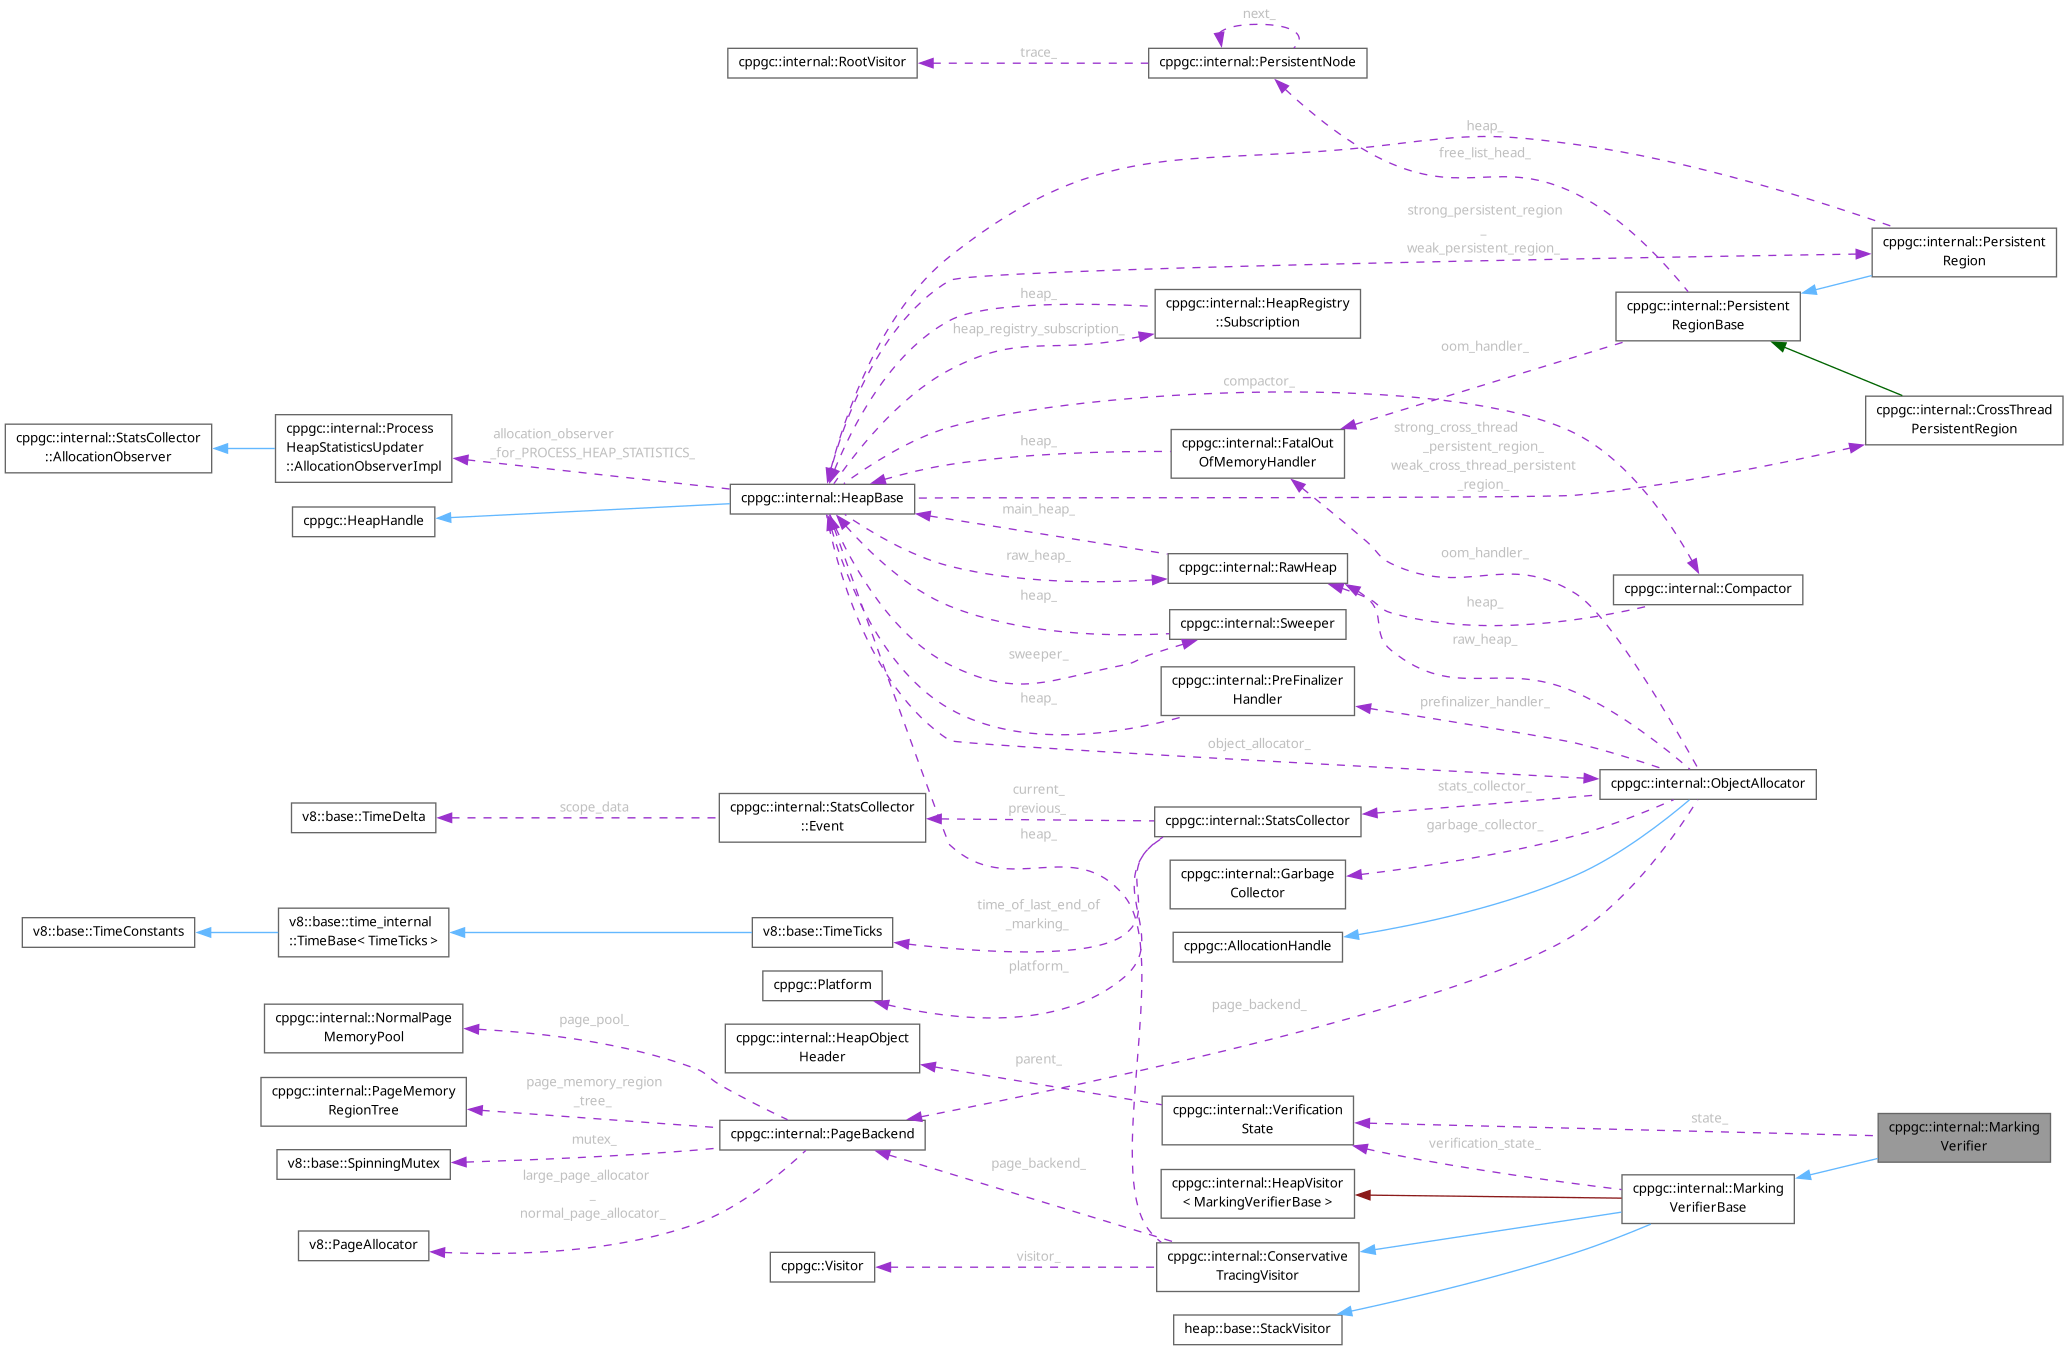 next_
cppgc::internal::RootVisitor
trace_
cppgc::internal::PersistentNode
heap_
free_list_head_
strong_persistent_region
_
weak_persistent_region_
cppgc::internal::Persistent
Region
heap_
cppgc::internal::HeapRegistry
::Subscription
heap_registry_subscription_
cppgc::internal::Persistent
RegionBase
oom_handler_
compactor_
cppgc::internal::StatsCollector
::AllocationObserver
cppgc::internal::Process
HeapStatisticsUpdater
::AllocationObserverImpl
allocation_observer
_for_PROCESS_HEAP_STATISTICS_
heap_
cppgc::internal::FatalOut
OfMemoryHandler
strong_cross_thread
_persistent_region_
weak_cross_thread_persistent
_region_
cppgc::internal::CrossThread
PersistentRegion
cppgc::HeapHandle
cppgc::internal::HeapBase
main_heap_
raw_heap_
cppgc::internal::RawHeap
oom_handler_
cppgc::internal::Compactor
heap_
heap_
cppgc::internal::Sweeper
raw_heap_
sweeper_
heap_
cppgc::internal::PreFinalizer
Handler
prefinalizer_handler_
object_allocator_
cppgc::internal::ObjectAllocator
v8::base::TimeDelta
scope_data
cppgc::internal::StatsCollector
::Event
current_
previous_
heap_
cppgc::internal::StatsCollector
stats_collector_
garbage_collector_
cppgc::internal::Garbage
Collector
v8::base::TimeConstants
v8::base::time_internal
::TimeBase< TimeTicks >
v8::base::TimeTicks
time_of_last_end_of
_marking_
cppgc::AllocationHandle
cppgc::Platform
platform_
page_backend_
cppgc::internal::NormalPage
MemoryPool
page_pool_
cppgc::internal::HeapObject
Header
parent_
cppgc::internal::PageMemory
RegionTree
page_memory_region
_tree_
cppgc::internal::PageBackend
cppgc::internal::Verification
State
state_
cppgc::internal::Marking
Verifier
v8::base::SpinningMutex
mutex_
verification_state_
page_backend_
cppgc::internal::HeapVisitor
< MarkingVerifierBase >
cppgc::internal::Marking
VerifierBase
large_page_allocator
_
normal_page_allocator_
v8::PageAllocator
cppgc::Visitor
visitor_
cppgc::internal::Conservative
TracingVisitor
heap::base::StackVisitor